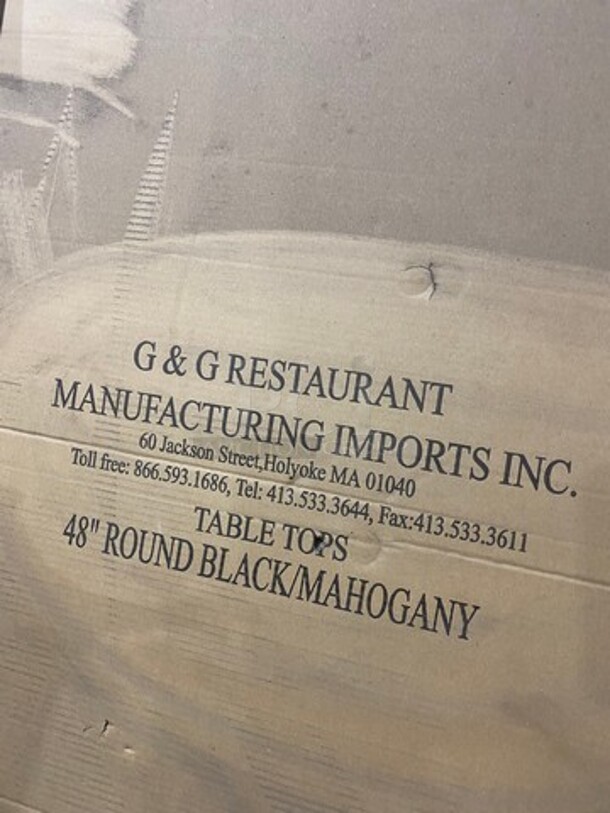 G & G RESTAURANT
MANUFACTURING IMPORTS INC.
60 Jackson Street,Holyoke MA 01040
Toll free: 866.593.1686, Tel: 413.533.3644, Fax:413.533.3611
TABLE TOPS
48" ROUND BLACK/MAHOGANY